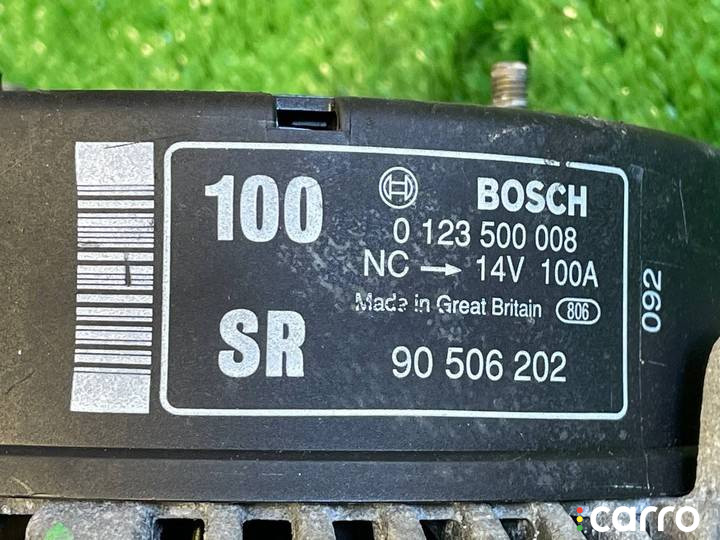 100
BOSCH
0 123 500 008
NC → 14V 100A
Made in Great Britain 806
SR
90 506 202
092
carro